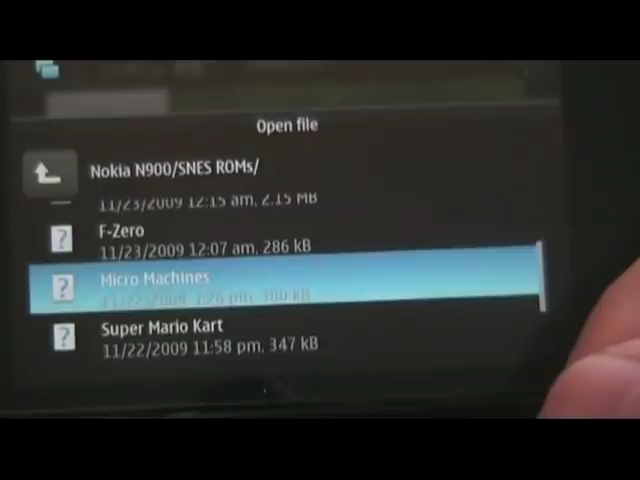 Open file
Nokia N900/SNES ROMs/
11/23/2009 12:15 am, 2.15 MB
F-Zero
11/23/2009 12:07 am, 286 kB
Micro Machines
Super Mario Kart
11/22/2009 11:58 pm, 347 kB